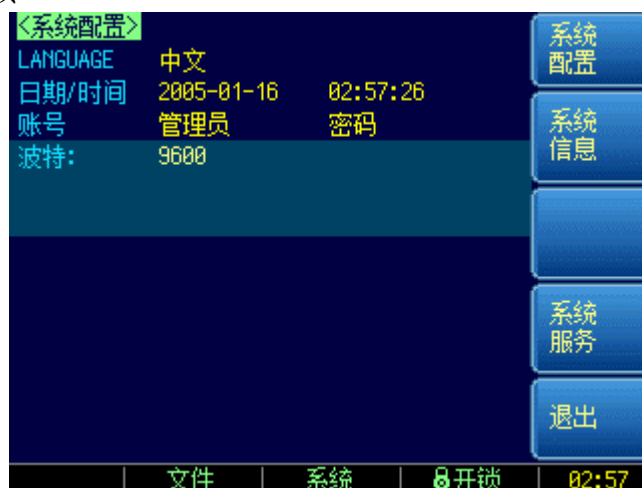 <系统配置>
LANGUAGE 中文
日期/时间 2005-01-16 02:57:26
账号 管理员 密码
波特: 9600
系统
配置
系统
信息
系统
服务
退出
文件 系统 开锁 02:57